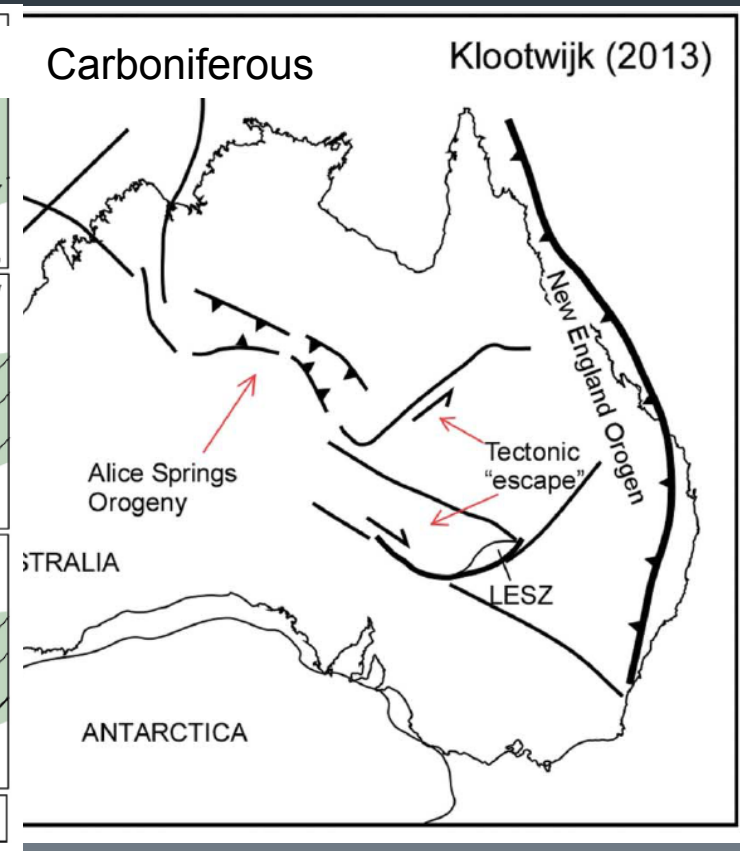 Carboniferous
Klootwijk (2013)
New England Orogen
Alice Springs
Orogeny
Tectonic
"escape"
STRALIA
LESZ
ANTARCTICA